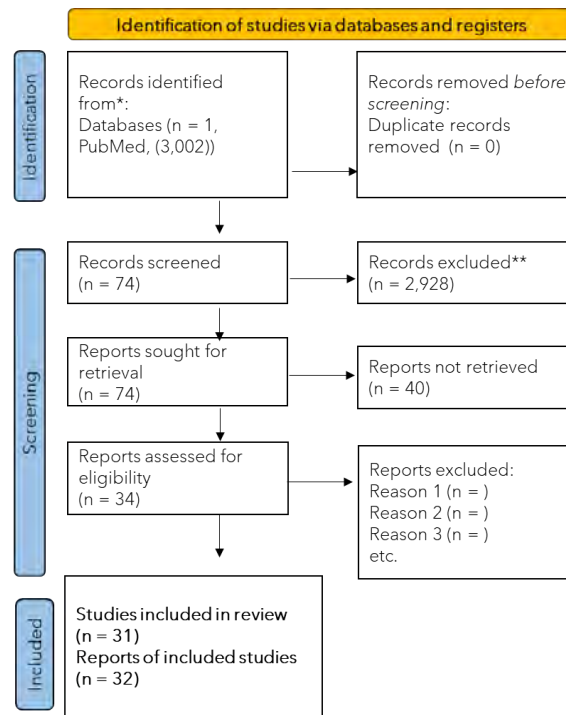 Identification of studies via databases and registers
Identification
Records identified
from*:
Databases (n = 1,
PubMed, (3,002))
Records removed before
screening:
Duplicate records
removed (n = 0)
Screening
Records screened
(n = 74)
Records excluded**
(n = 2,928)
Reports sought for
retrieval
(n = 74)
Reports not retrieved
(n = 40)
Reports assessed for
eligibility
(n = 34)
Reports excluded:
Reason 1 (n = )
Reason 2 (n = )
Reason 3 (n = )
etc.
Included
Studies included in review
(n = 31)
Reports of included studies
(n = 32)